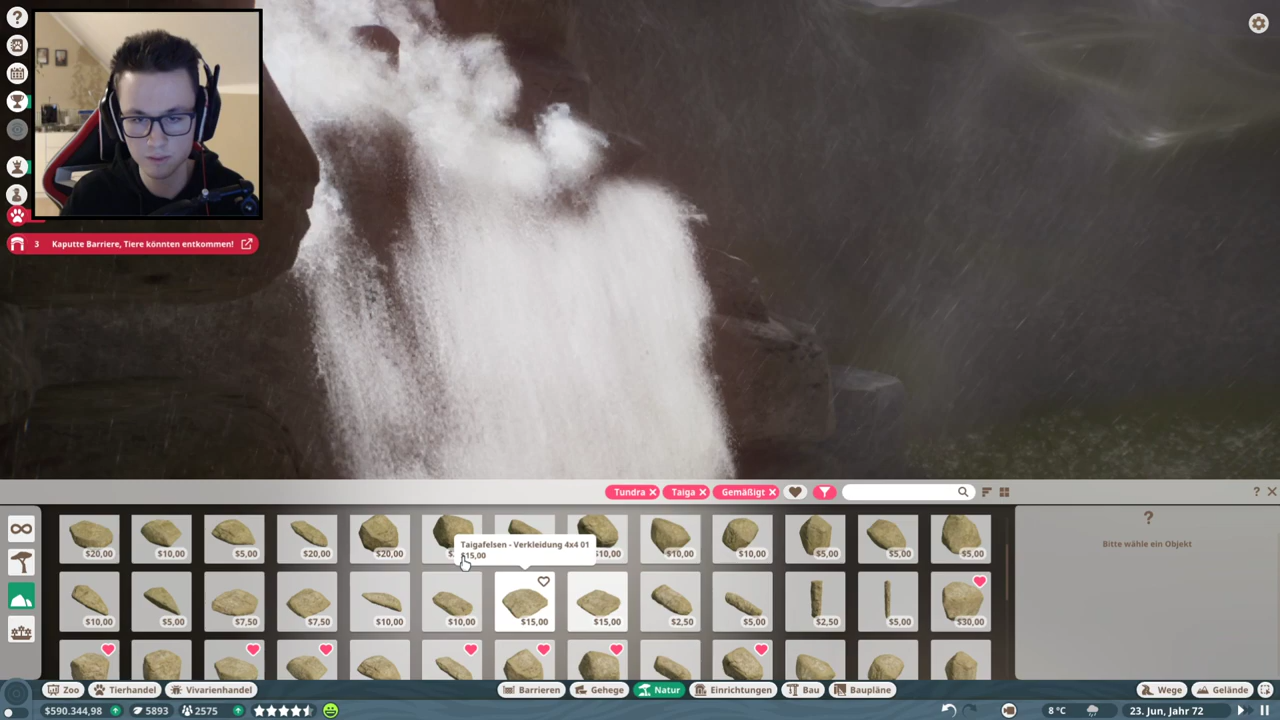 3 Kaputte Barriere, Tiere könnten entkommen!
Tundra ✕ Taiga ✕ Gemäßigt ✕
?
$20,00 $10,00 $5,00 $20,00 $20,00 $10,00 $10,00 $10,00 $5,00 $5,00 $5,00
Taigafelsen - Verkleidung 4x4 01
$15,00
?
Bitte wähle ein Objekt
$10,00 $5,00 $7,50 $7,50 $10,00 $10,00 $15,00 $15,00 $2,50 $5,00 $2,50 $5,00 $30,00
Zoo Tierhandel Vivarienhandel Barrieren Gehege Natur Einrichtungen Bau Baupläne Wege Gelände
$590.344,98 5893 2575 8 °C 23. Jun, Jahr 72